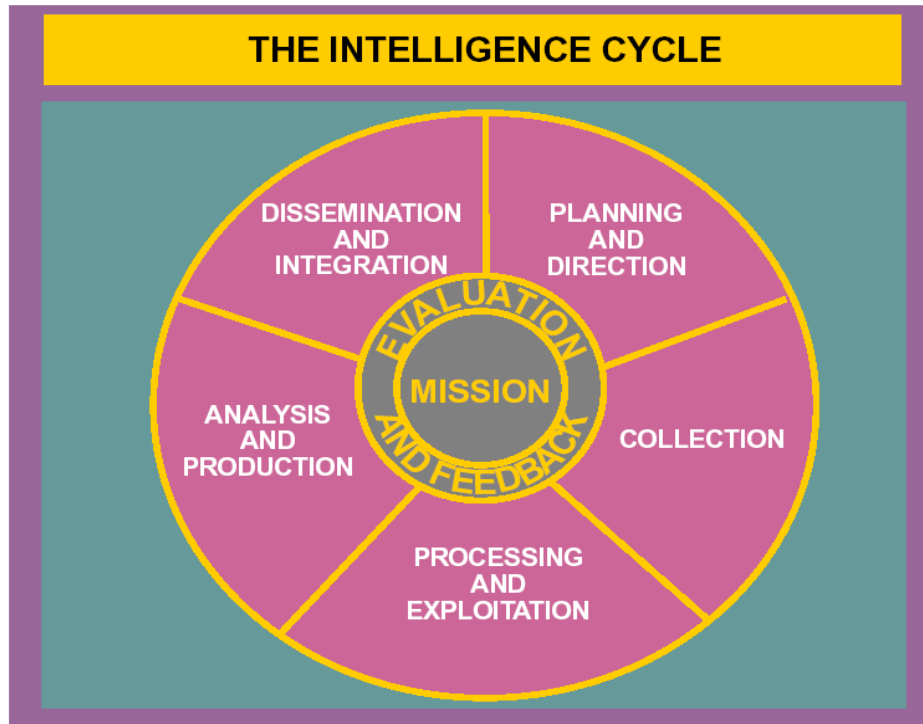 THE INTELLIGENCE CYCLE
DISSEMINATION
AND
INTEGRATION
PLANNING
AND
DIRECTION
EVALUATION
AND FEEDBACK
MISSION
ANALYSIS
AND
PRODUCTION
COLLECTION
PROCESSING
AND
EXPLOITATION